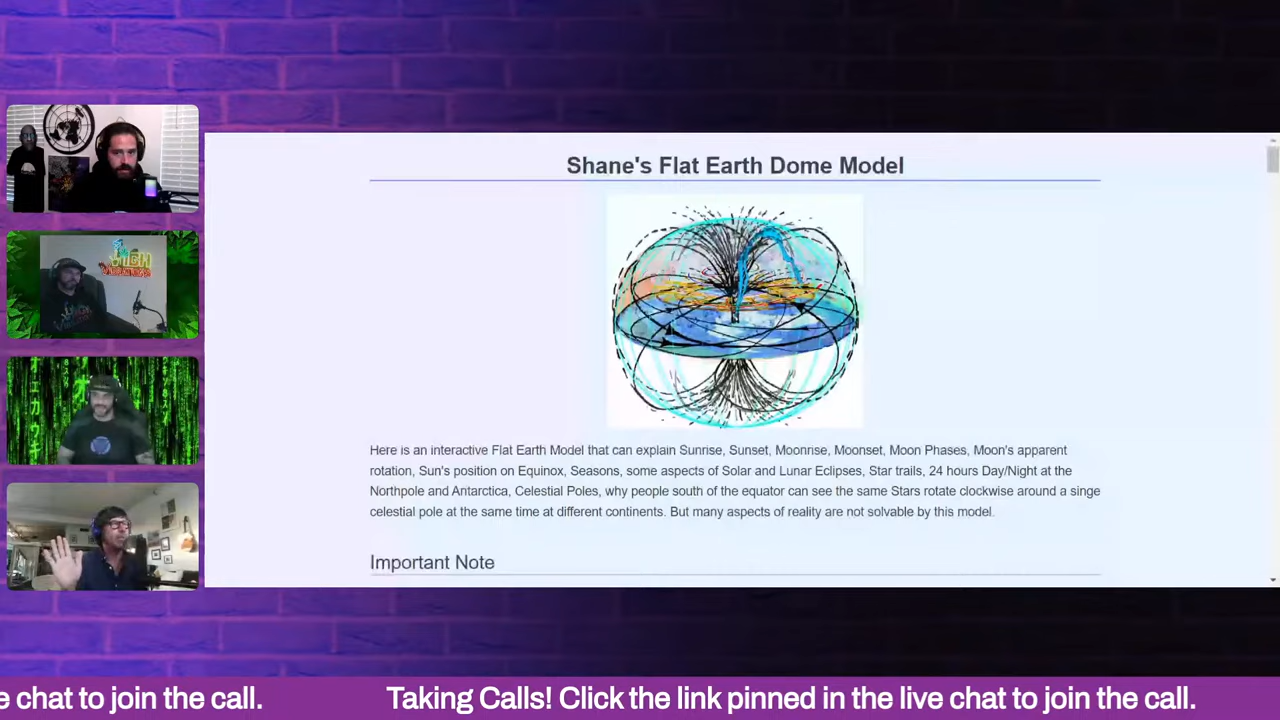 Shane's Flat Earth Dome Model
Here is an interactive Flat Earth Model that can explain Sunrise, Sunset, Moonrise, Moonset, Moon Phases, Moon's apparent
rotation, Sun's position on Equinox, Seasons, some aspects of Solar and Lunar Eclipses, Star trails, 24 hours Day/Night at the
Northpole and Antarctica, Celestial Poles, why people south of the equator can see the same Stars rotate clockwise around a singe
celestial pole at the same time at different continents. But many aspects of reality are not solvable by this model.
Important Note
e chat to join the call. Taking Calls! Click the link pinned in the live chat to join the call.